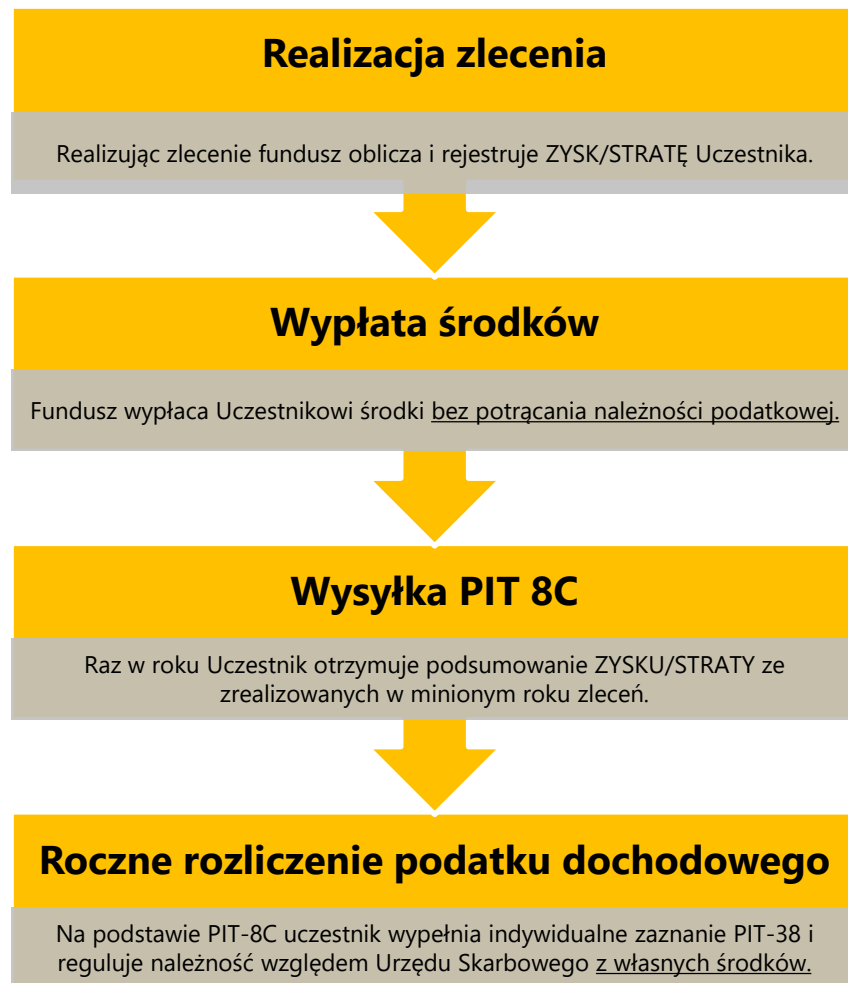 Realizacja zlecenia
Realizując zlecenie fundusz oblicza i rejestruje ZYSK/STRATĘ Uczestnika.
Wypłata środków
Fundusz wypłaca Uczestnikowi środki bez potrącania należności podatkowej.
Wysyłka PIT 8C
Raz w roku Uczestnik otrzymuje podsumowanie ZYSKU/STRATY ze
zrealizowanych w minionym roku zleceń.
Roczne rozliczenie podatku dochodowego
Na podstawie PIT-8C uczestnik wypełnia indywidualne zaznanie PIT-38 i
reguluje należność względem Urzędu Skarbowego z własnych środków.